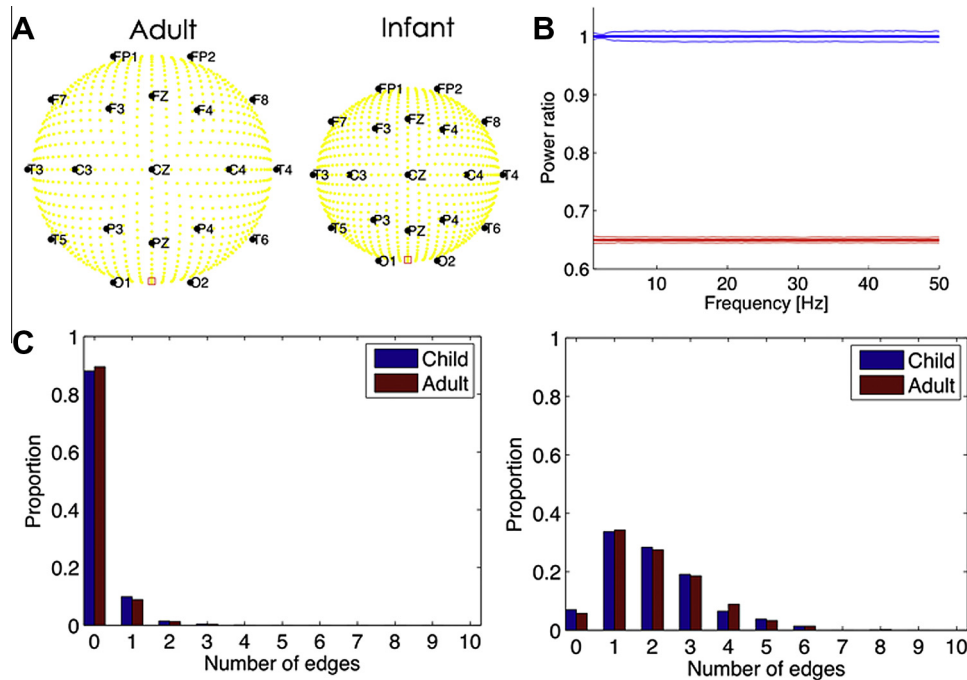 A
Adult
Infant
FP1 FP2
F7 F3 FZ F4 F8
T3 C3 CZ C4 T4
T5 P3 PZ P4 T6
O1 O2
FP1 FP2
F7 F3 FZ F4 F8
T3 C3 CZ C4 T4
T5 P3 PZ P4 T6
O1 O2
B
Power ratio
1
0.9
0.8
0.7
0.6
10 20 30 40 50
Frequency [Hz]
C
Proportion
1
0.8
0.6
0.4
0.2
0
0 1 2 3 4 5 6 7 8 9 10
Number of edges
Child
Adult
Proportion
1
0.8
0.6
0.4
0.2
0
0 1 2 3 4 5 6 7 8 9 10
Number of edges
Child
Adult